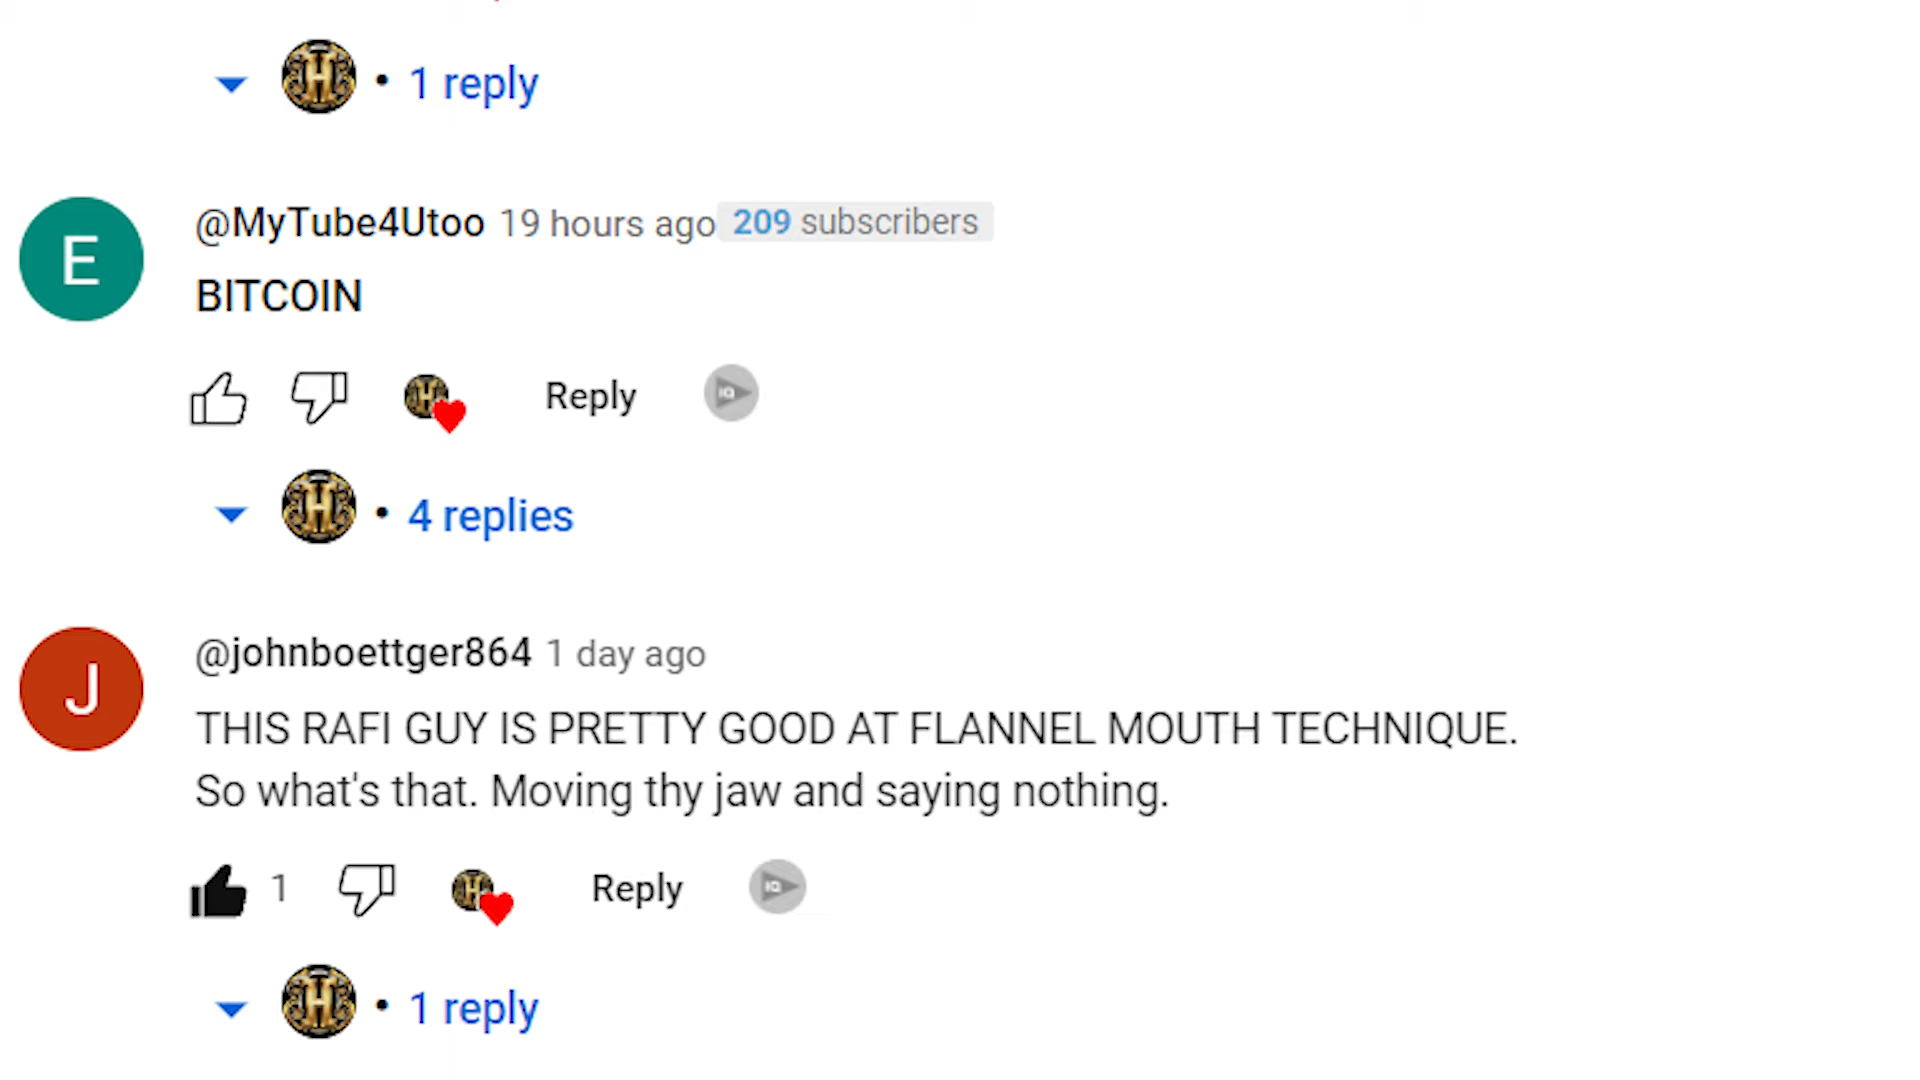 • 1 reply
E
@MyTube4Utoo 19 hours ago 209 subscribers
BITCOIN
Reply
IQ
• 4 replies
J
@johnboettger864 1 day ago
THIS RAFI GUY IS PRETTY GOOD AT FLANNEL MOUTH TECHNIQUE.
So what's that. Moving thy jaw and saying nothing.
1
Reply
IQ
• 1 reply